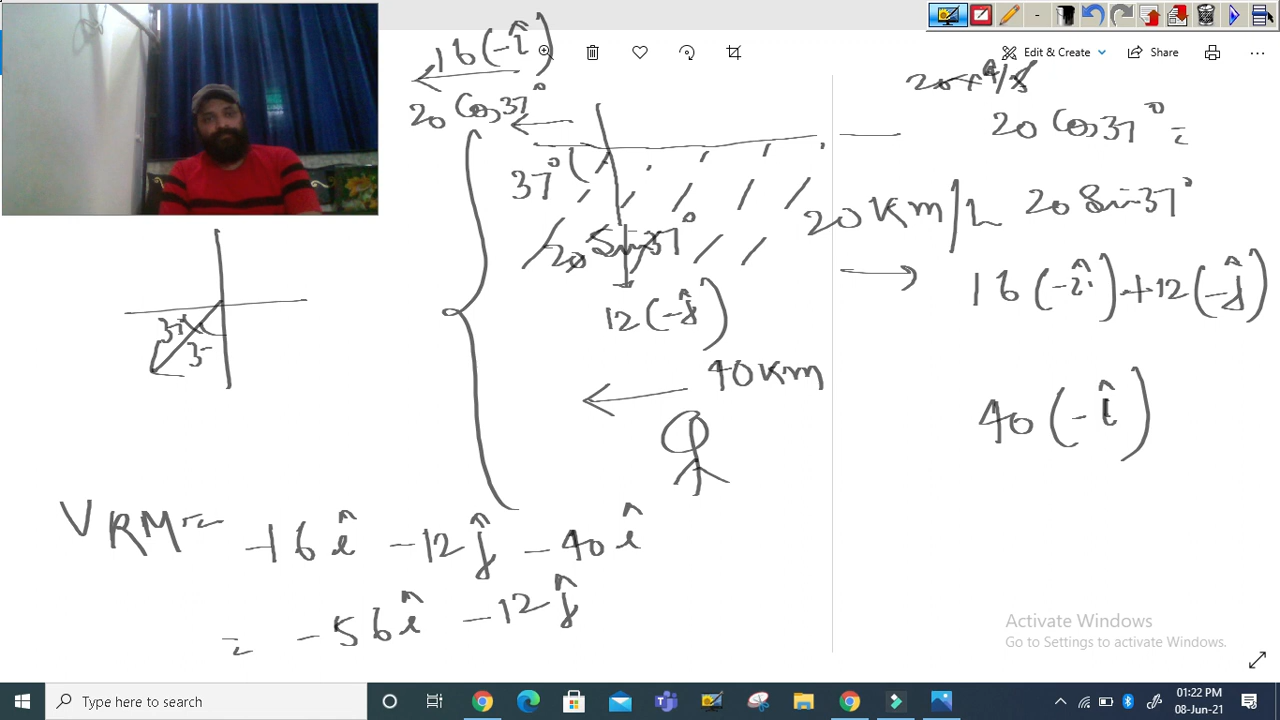 16(-î)
20 Cos37°
37°
20 Sin37°
12(-ĵ)
40 Km
Edit & Create
Share
20x4/5
20 Cos37° =
20 Km/h 20 Sin37°
16(-î)+12(-ĵ)
40(-î)
VRM= -16î -12ĵ -40î
= -56î -12ĵ
Activate Windows
Go to Settings to activate Windows.
Type here to search
01:22 PM
08-Jun-21